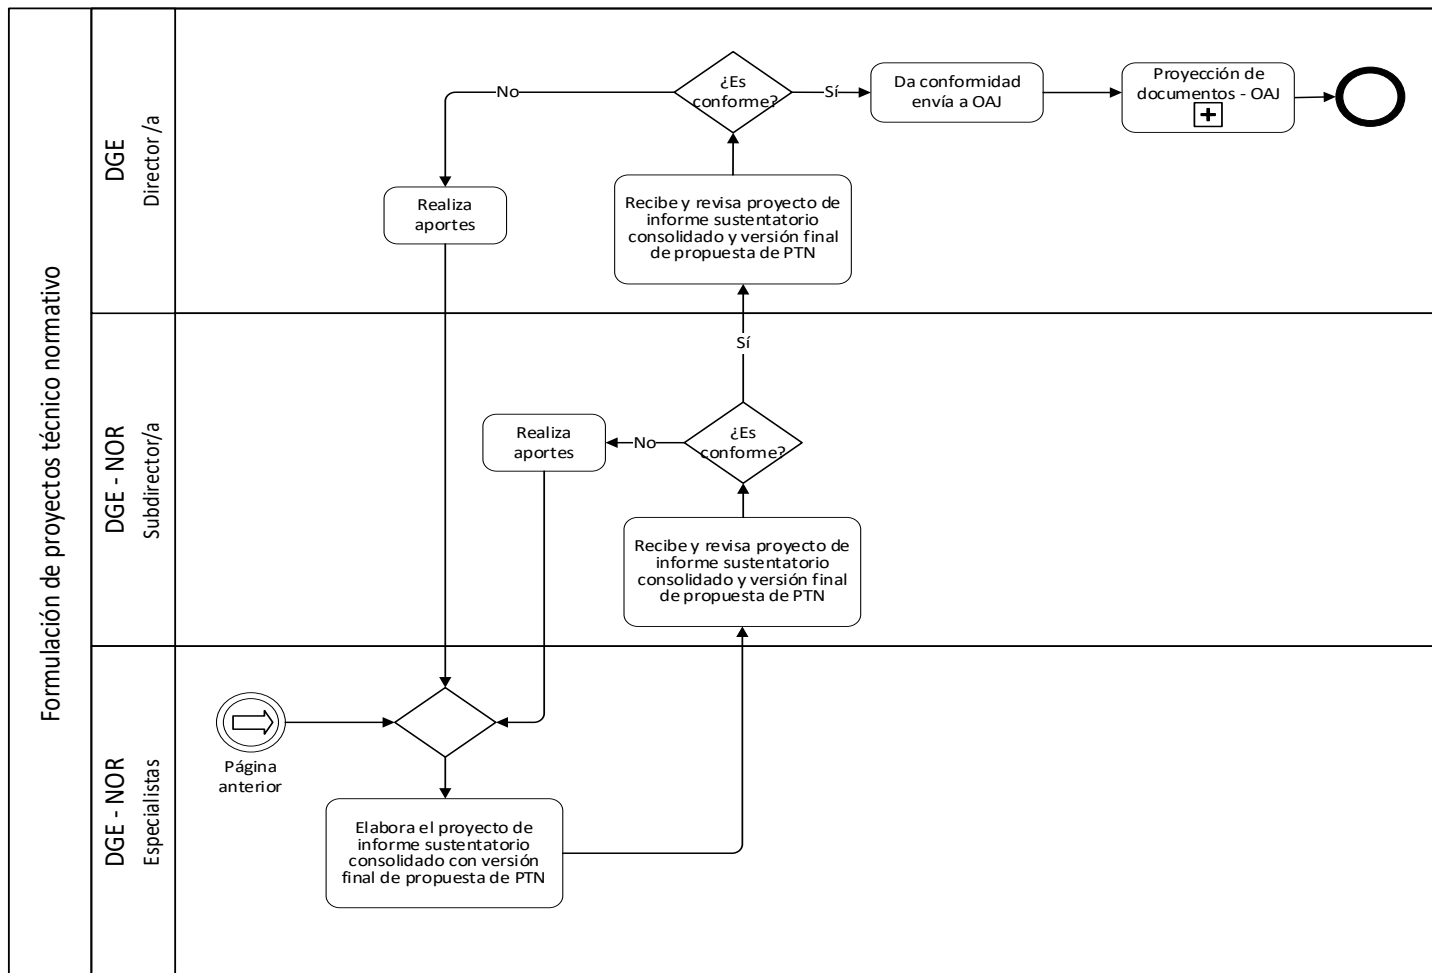 Formulación de proyectos técnico normativo
DGE
Director /a
No
¿Es
conforme?
Sí
Da conformidad
envía a OAJ
Proyección de
documentos - OAJ
Realiza
aportes
Recibe y revisa proyecto de
informe sustentatorio
consolidado y versión final
de propuesta de PTN
DGE - NOR
Subdirector/a
Sí
Realiza
aportes
No
¿Es
conforme?
Recibe y revisa proyecto de
informe sustentatorio
consolidado y versión final
de propuesta de PTN
DGE - NOR
Especialistas
Página
anterior
Elabora el proyecto de
informe sustentatorio
consolidado con versión
final de propuesta de PTN